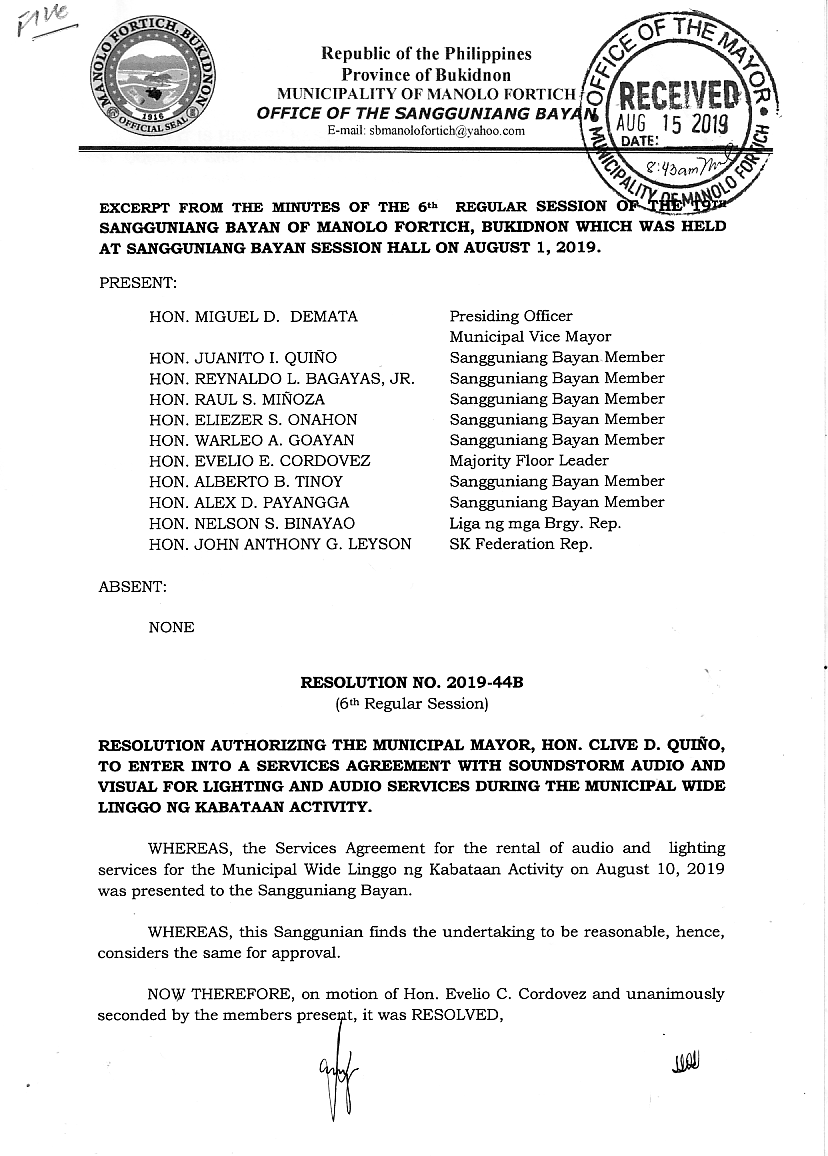 FIVE
MANOLO FORTICH, BUKIDNON
1916
OFFICIAL SEAL
Republic of the Philippines
Province of Bukidnon
MUNICIPALITY OF MANOLO FORTICH
OFFICE OF THE SANGGUNIANG BAYAN
E-mail: sbmanolofortich@yahoo.com
OFFICE OF THE MAYOR
RECEIVED
AUG 15 2019
DATE:
8:43am
MUNICIPALITY OF MANOLO FORTICH
EXCERPT FROM THE MINUTES OF THE 6th REGULAR SESSION OF THE 19TH
SANGGUNIANG BAYAN OF MANOLO FORTICH, BUKIDNON WHICH WAS HELD
AT SANGGUNIANG BAYAN SESSION HALL ON AUGUST 1, 2019.
PRESENT:
HON. MIGUEL D. DEMATA Presiding Officer
Municipal Vice Mayor
HON. JUANITO I. QUIÑO Sangguniang Bayan Member
HON. REYNALDO L. BAGAYAS, JR. Sangguniang Bayan Member
HON. RAUL S. MIÑOZA Sangguniang Bayan Member
HON. ELIEZER S. ONAHON Sangguniang Bayan Member
HON. WARLEO A. GOAYAN Sangguniang Bayan Member
HON. EVELIO E. CORDOVEZ Majority Floor Leader
HON. ALBERTO B. TINOY Sangguniang Bayan Member
HON. ALEX D. PAYANGGA Sangguniang Bayan Member
HON. NELSON S. BINAYAO Liga ng mga Brgy. Rep.
HON. JOHN ANTHONY G. LEYSON SK Federation Rep.
ABSENT:
NONE
RESOLUTION NO. 2019-44B
(6th Regular Session)
RESOLUTION AUTHORIZING THE MUNICIPAL MAYOR, HON. CLIVE D. QUIÑO,
TO ENTER INTO A SERVICES AGREEMENT WITH SOUNDSTORM AUDIO AND
VISUAL FOR LIGHTING AND AUDIO SERVICES DURING THE MUNICIPAL WIDE
LINGGO NG KABATAAN ACTIVITY.
WHEREAS, the Services Agreement for the rental of audio and lighting
services for the Municipal Wide Linggo ng Kabataan Activity on August 10, 2019
was presented to the Sangguniang Bayan.
WHEREAS, this Sanggunian finds the undertaking to be reasonable, hence,
considers the same for approval.
NOW THEREFORE, on motion of Hon. Evelio C. Cordovez and unanimously
seconded by the members present, it was RESOLVED,